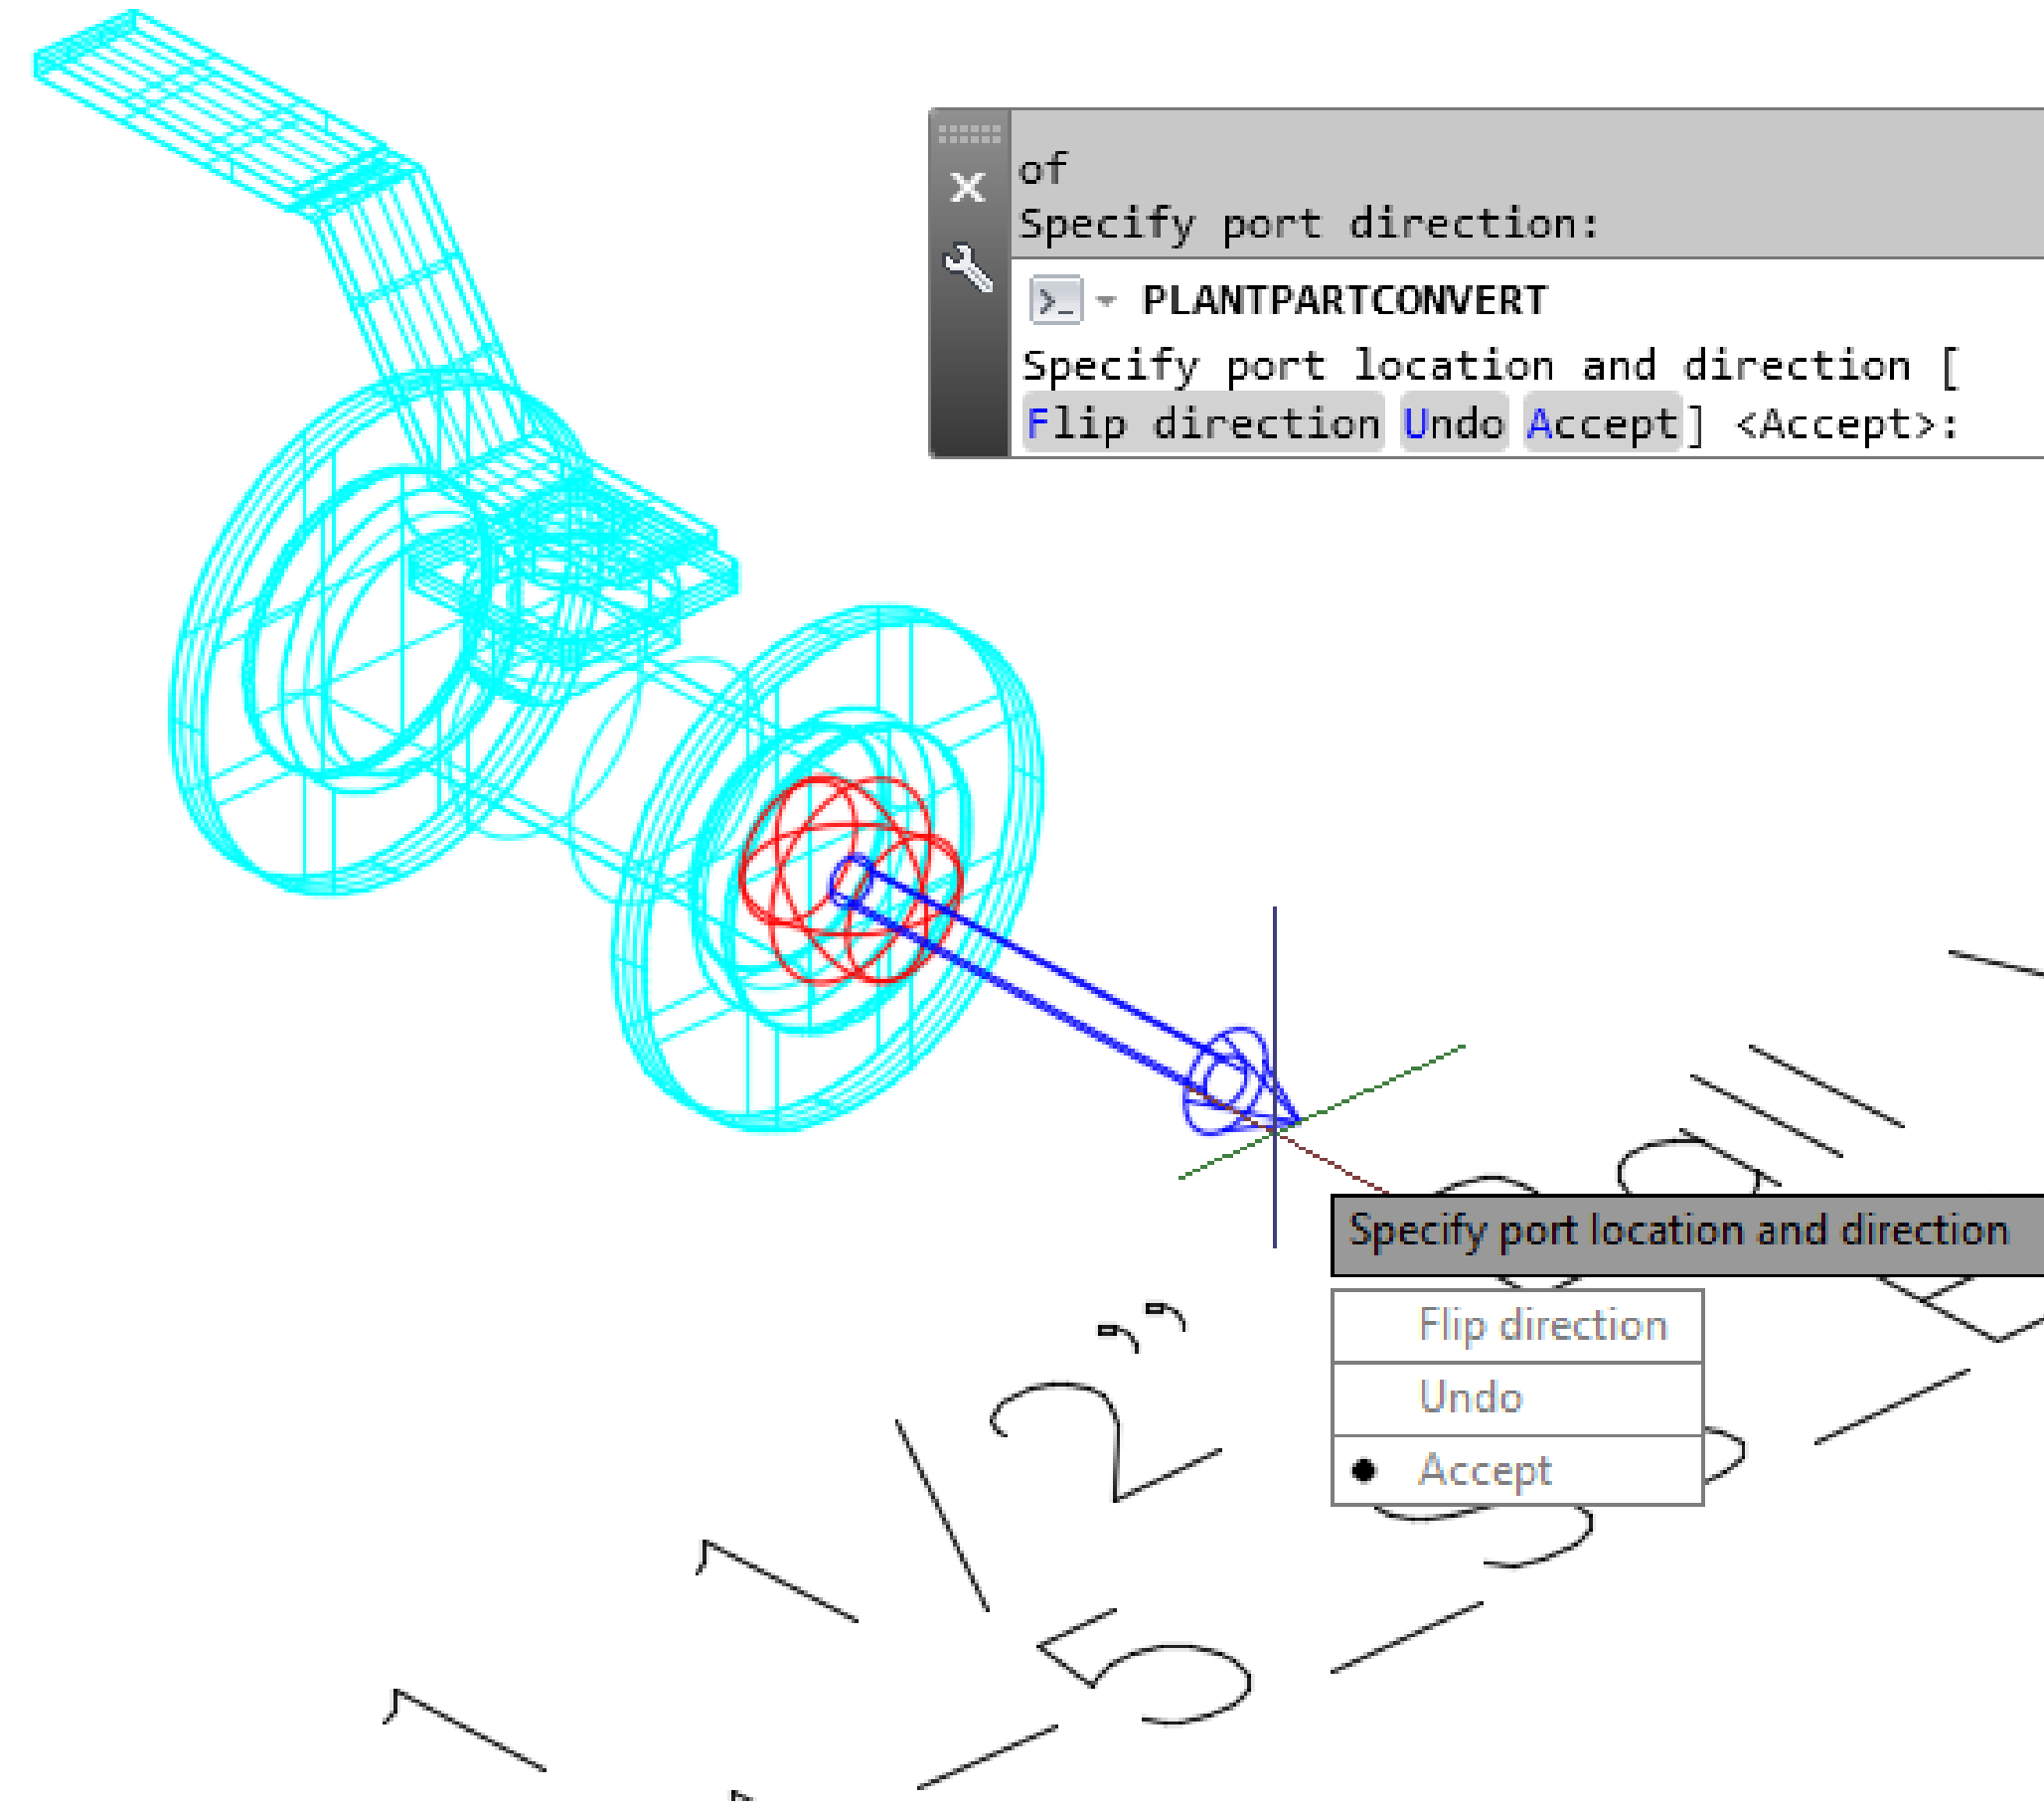 of
Specify port direction:
PLANTPARTCONVERT
Specify port location and direction [
Flip direction Undo Accept] <Accept>:
Specify port location and direction
Flip direction
Undo
Accept